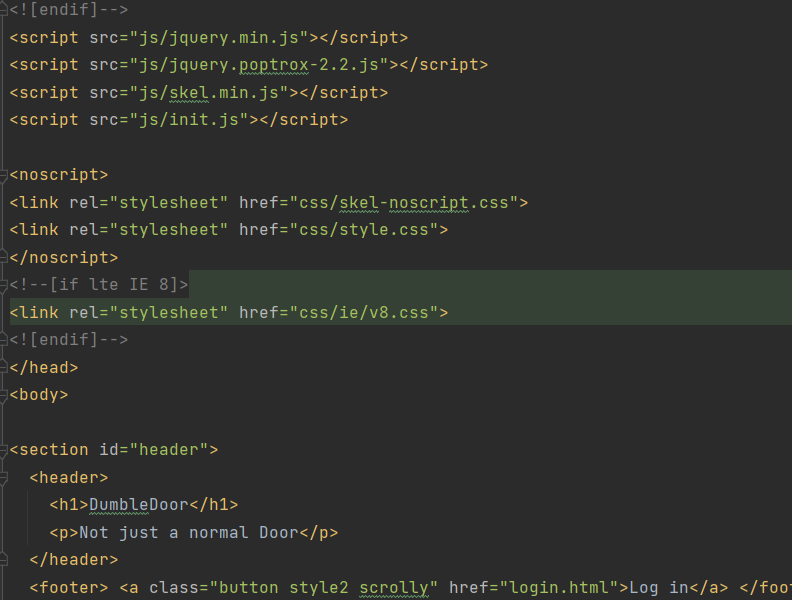 <![endif]-->
<script src="js/jquery.min.js"></script>
<script src="js/jquery.poptrox-2.2.js"></script>
<script src="js/skel.min.js"></script>
<script src="js/init.js"></script>
<noscript>
<link rel="stylesheet" href="css/skel-noscript.css">
<link rel="stylesheet" href="css/style.css">
</noscript>
<!--[if lte IE 8]>
<link rel="stylesheet" href="css/ie/v8.css">
<![endif]-->
</head>
<body>
<section id="header">
<header>
<h1>DumbleDoor</h1>
<p>Not just a normal Door</p>
</header>
<footer> <a class="button style2 scrolly" href="login.html">Log in</a> </foot